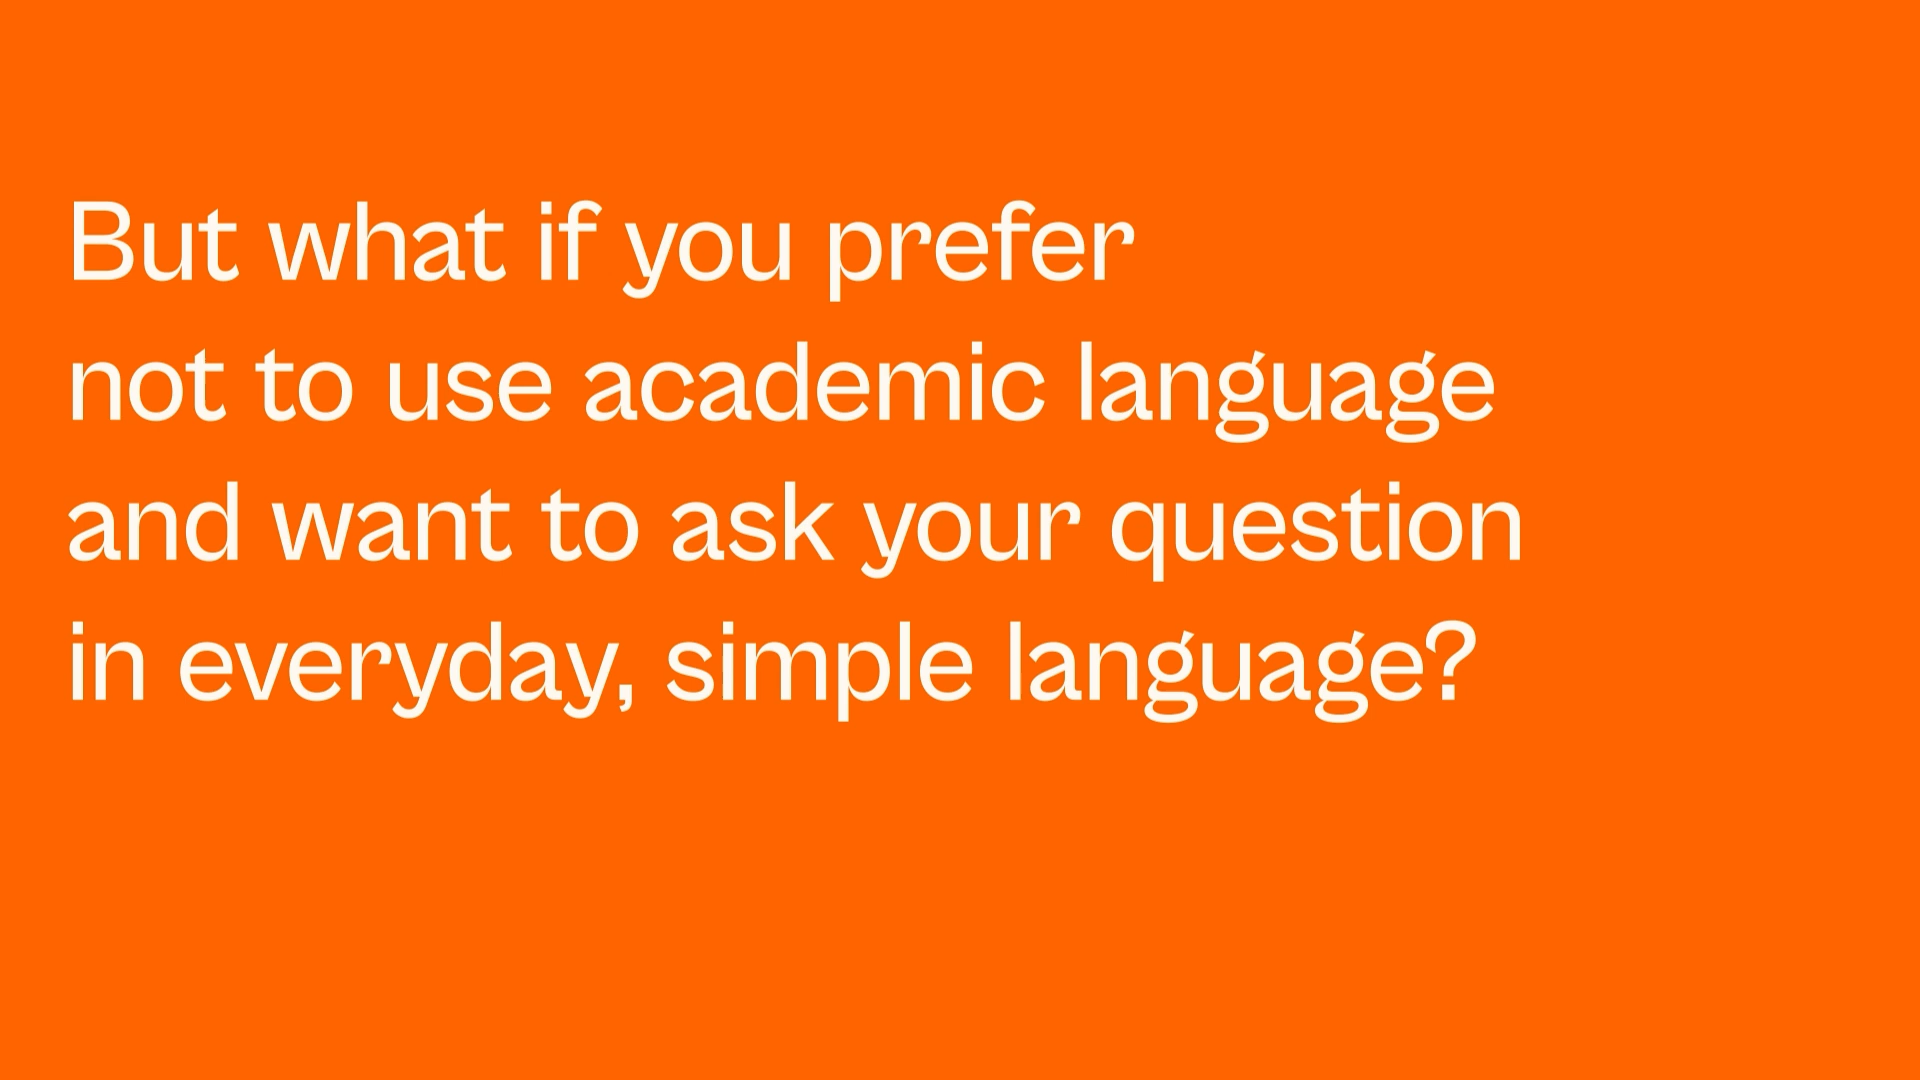 But what if you prefer
not to use academic language
and want to ask your question
in everyday, simple language?